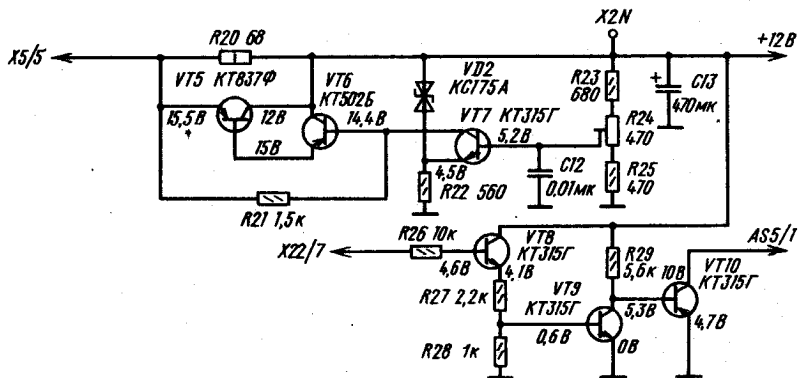 X2N
R20 68
+12В
X5/5
VT5 КТ837Ф
VT6
КТ502Б
VD2
КС175А
R23
680
C13
470мк
VT7 КТ315Г
15,5В
12В
14,4В
5,2В
R24
470
15В
4,5В
C12
0,01мк
R25
470
R22 560
R21 1,5к
R26 10к
X22/7
VT8
КТ315Г
R29
5,6к
10В
AS5/1
4,6В
4,1В
VT10
КТ315Г
R27 2,2к
VT9
КТ315Г
5,3В
4,7В
0,6В
0В
R28 1к